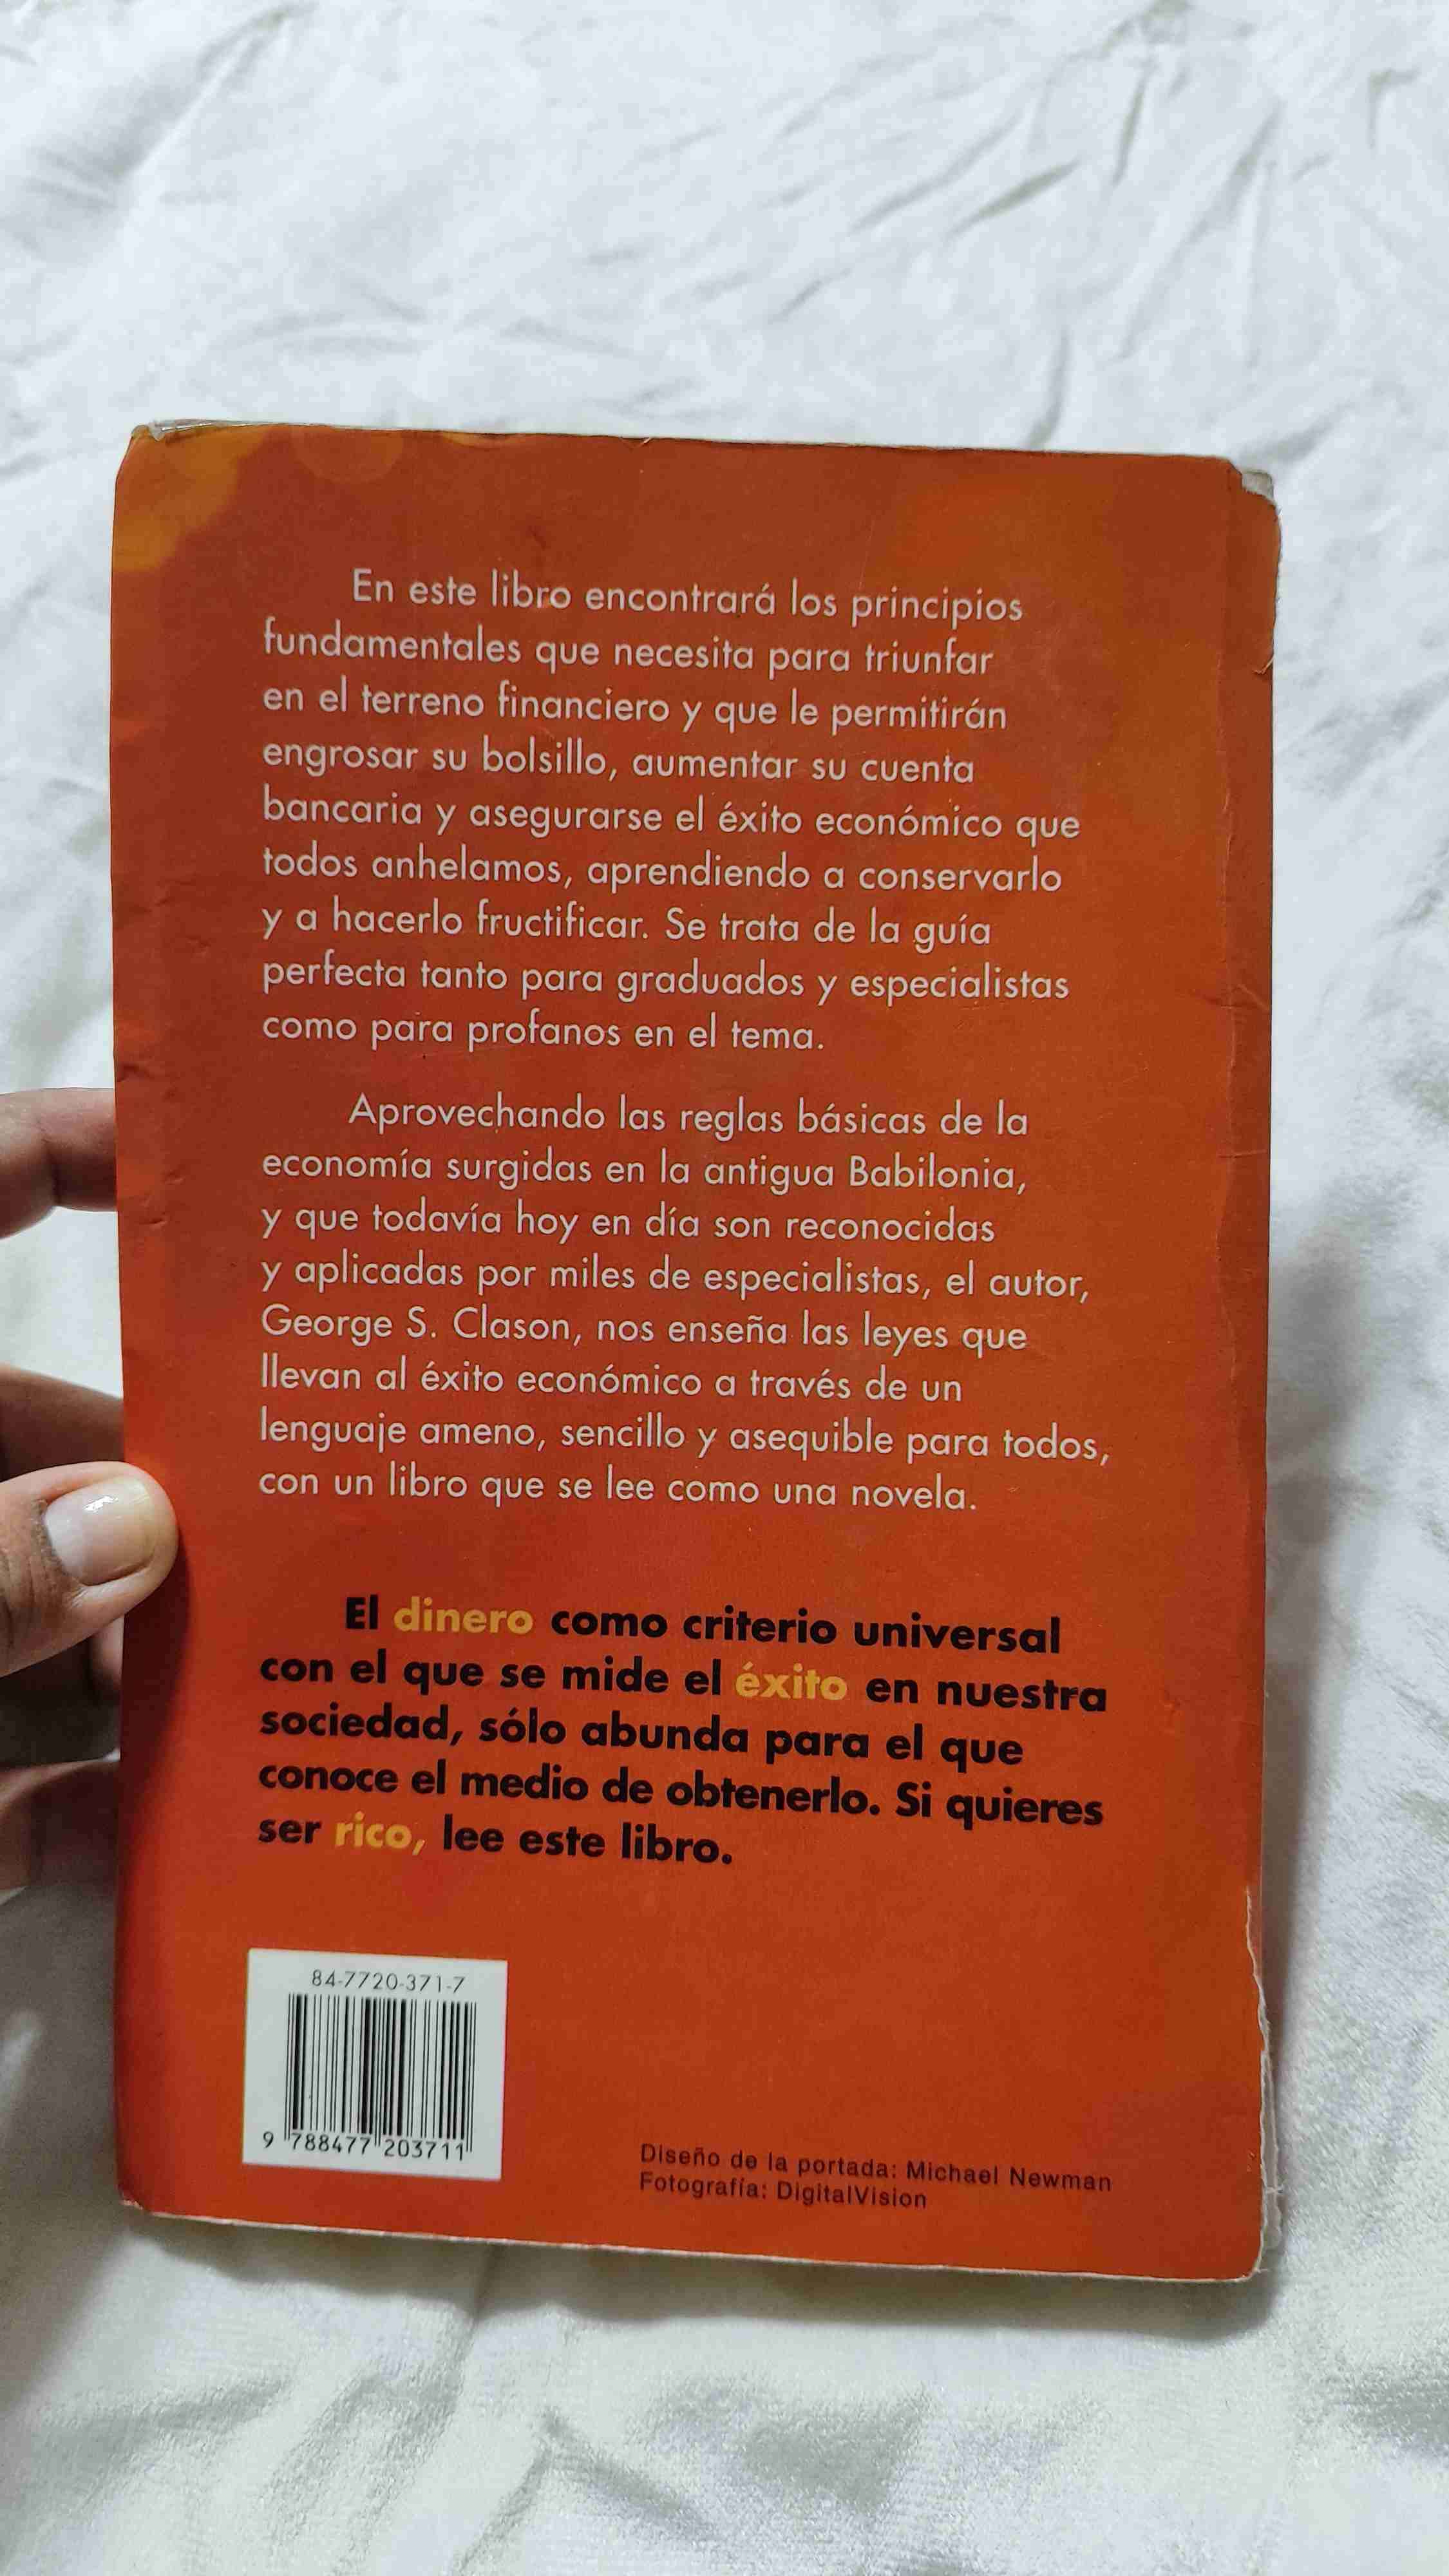 En este libro encontrará los principios
fundamentales que necesita para triunfar
en el terreno financiero y que le permitirán
engrosar su bolsillo, aumentar su cuenta
bancaria y asegurarse el éxito económico que
todos anhelamos, aprendiendo a conservarlo
y a hacerlo fructificar. Se trata de la guía
perfecta tanto para graduados y especialistas
como para profanos en el tema.
Aprovechando las reglas básicas de la
economía surgidas en la antigua Babilonia,
y que todavía hoy en día son reconocidas
y aplicadas por miles de especialistas, el autor,
George S. Clason, nos enseña las leyes que
llevan al éxito económico a través de un
lenguaje ameno, sencillo y asequible para todos,
con un libro que se lee como una novela.
El dinero como criterio universal
con el que se mide el éxito en nuestra
sociedad, sólo abunda para el que
conoce el medio de obtenerlo. Si quieres
ser rico, lee este libro.
84-7720-371-7
9 788477 203711
Diseño de la portada: Michael Newman
Fotografía: DigitalVision